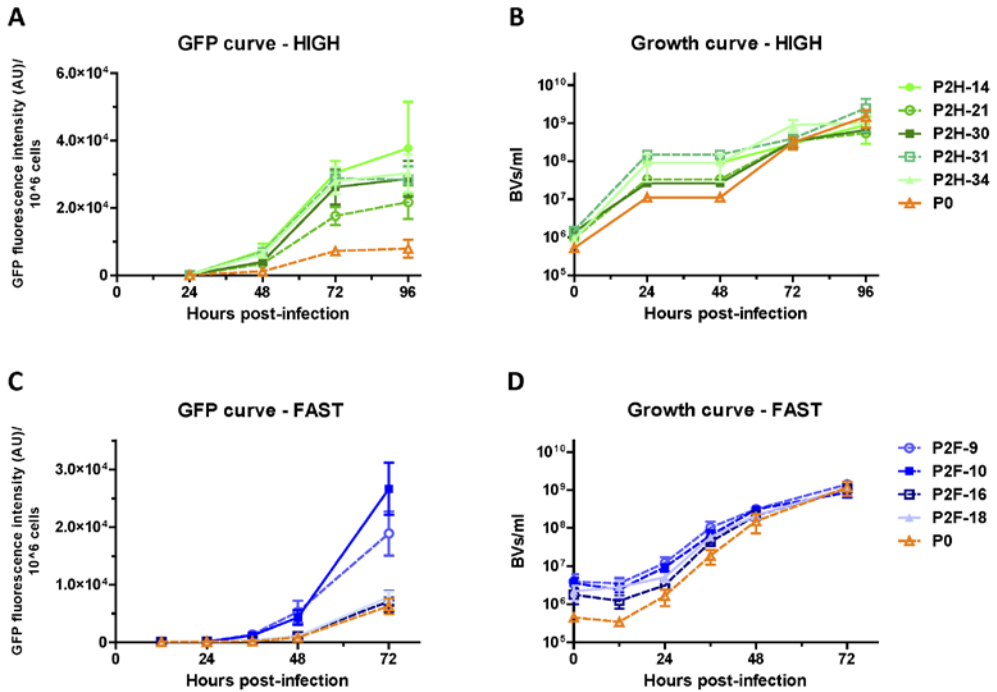 A
GFP curve - HIGH
GFP fluorescence intensity (AU)/
10^6 cells
6.0×10⁴
4.0×10⁴
2.0×10⁴
0
0 24 48 72 96
Hours post-infection
B
Growth curve - HIGH
BVs/ml
10¹⁰
10⁹
10⁸
10⁷
10⁶
10⁵
0 24 48 72 96
Hours post-infection
P2H-14
P2H-21
P2H-30
P2H-31
P2H-34
P0
C
GFP curve - FAST
GFP fluorescence intensity (AU)/
10^6 cells
3.0×10⁴
2.0×10⁴
1.0×10⁴
0
0 24 48 72
Hours post-infection
D
Growth curve - FAST
BVs/ml
10¹⁰
10⁹
10⁸
10⁷
10⁶
10⁵
0 24 48 72
Hours post-infection
P2F-9
P2F-10
P2F-16
P2F-18
P0